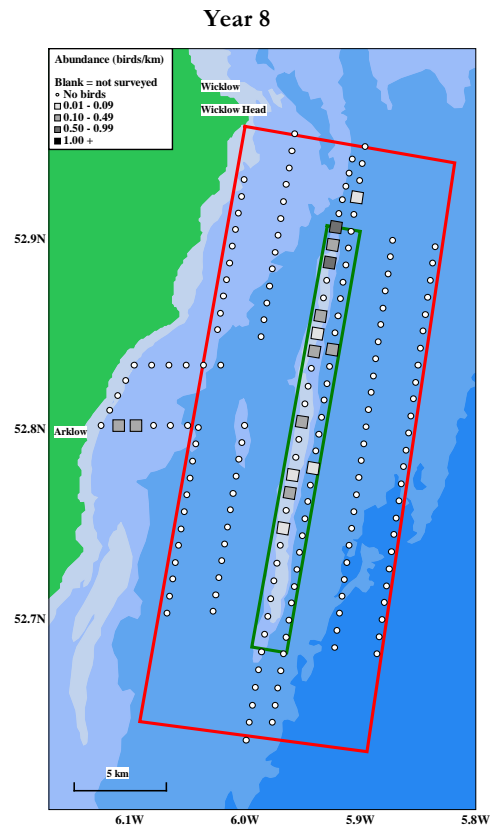 Year 8
Abundance (birds/km)
Blank = not surveyed
No birds
0.01 - 0.09
0.10 - 0.49
0.50 - 0.99
1.00 +
Wicklow
Wicklow Head
52.9N
52.8N
Arklow
52.7N
5 km
6.1W 6.0W 5.9W 5.8W